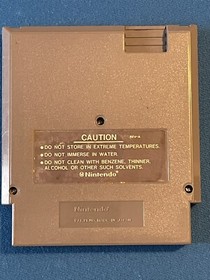 CAUTION
• DO NOT STORE IN EXTREME TEMPERATURES.
• DO NOT IMMERSE IN WATER.
• DO NOT CLEAN WITH BENZENE, THINNER,
ALCOHOL OR OTHER SUCH SOLVENTS.
Nintendo
Nintendo